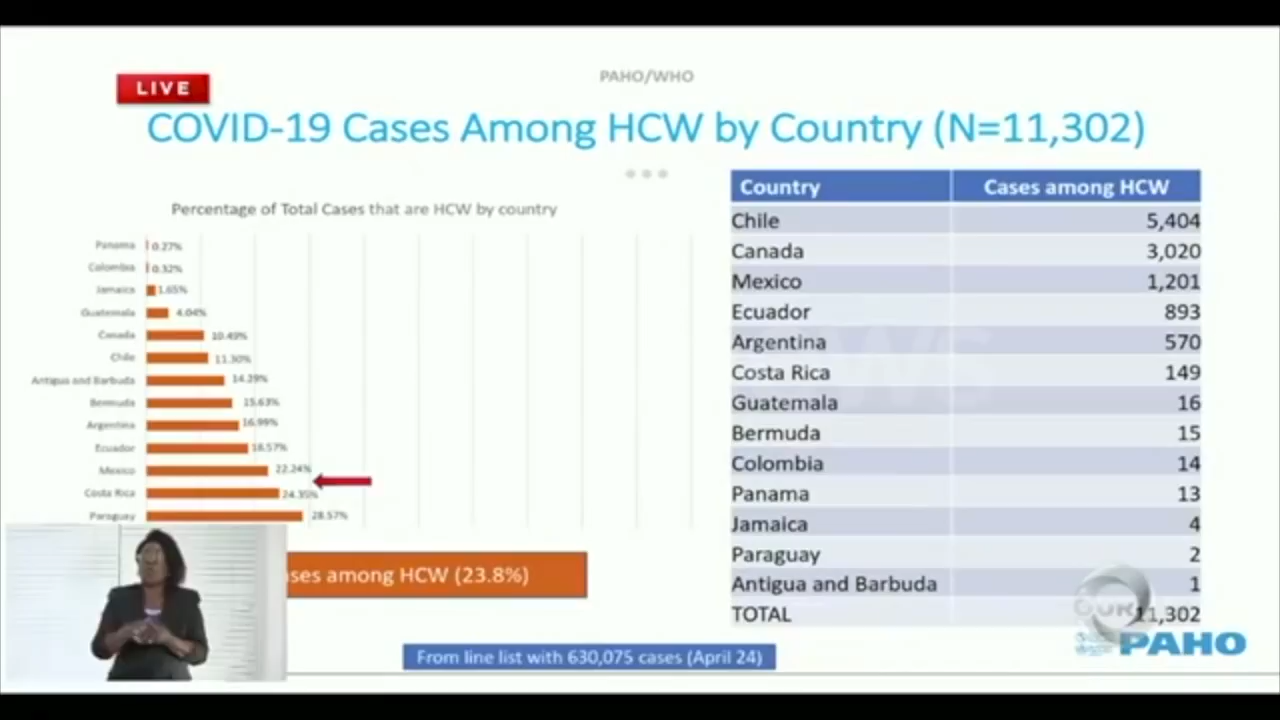 PAHO/WHO
LIVE
COVID-19 Cases Among HCW by Country (N=11,302)
Percentage of Total Cases that are HCW by country
Panama 0.27%
Colombia 0.32%
Jamaica 1.65%
Guatemala 4.04%
Canada 10.49%
Chile 11.30%
Antigua and Barbuda 14.29%
Bermuda 15.63%
Argentina 16.99%
Ecuador 18.57%
Mexico 22.24%
Costa Rica 24.35%
Paraguay 28.57%
ses among HCW (23.8%)
Country Cases among HCW
Chile 5,404
Canada 3,020
Mexico 1,201
Ecuador 893
Argentina 570
Costa Rica 149
Guatemala 16
Bermuda 15
Colombia 14
Panama 13
Jamaica 4
Paraguay 2
Antigua and Barbuda 1
TOTAL 11,302
From line list with 630,075 cases (April 24)
OUR
PAHO